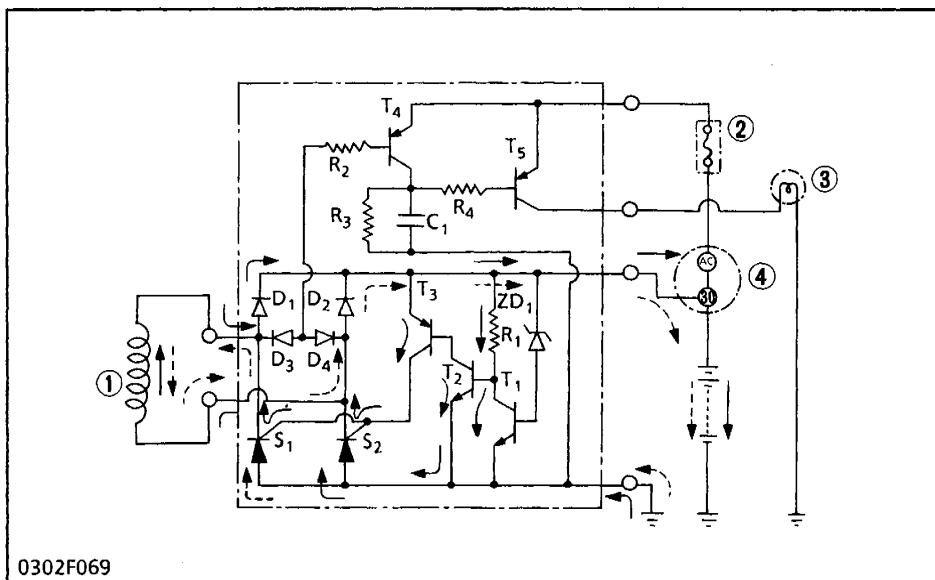 T4
②
T5
R2
③
R3
C1
R4
AC
④
30
D1
D2
T3
ZD1
R1
D3
D4
①
T2
T1
S1
S2
0302F069